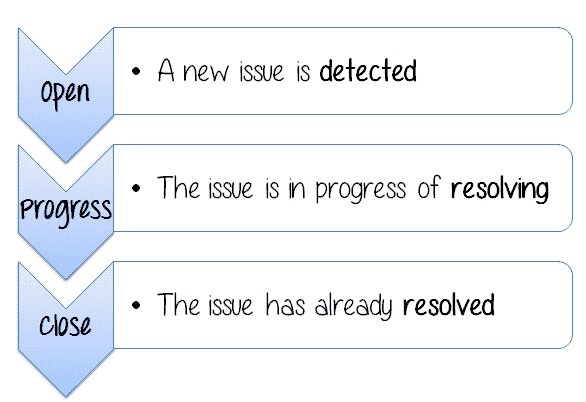 Open
• A new issue is detected
Progress
• The issue is in progress of resolving
Close
• The issue has already resolved